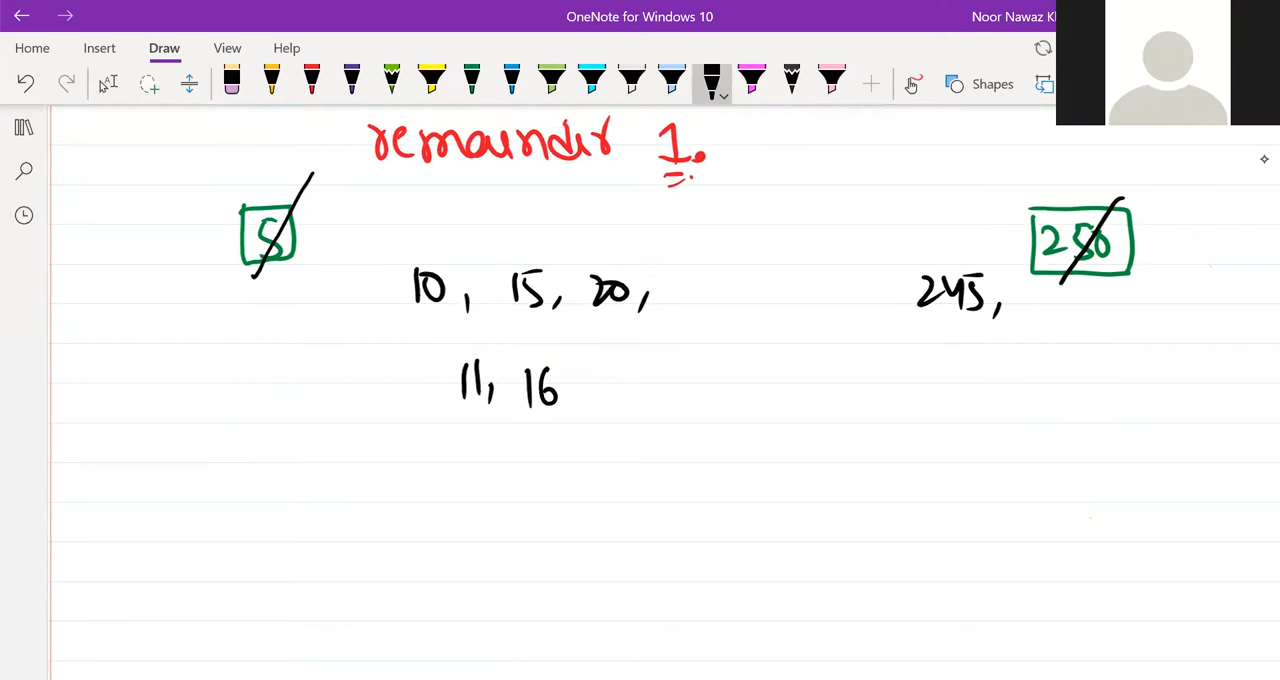 OneNote for Windows 10
Noor Nawaz Kh
Home Insert Draw View Help
Shapes
remainder 1.
5 250
10, 15, 20, 245,
11, 16